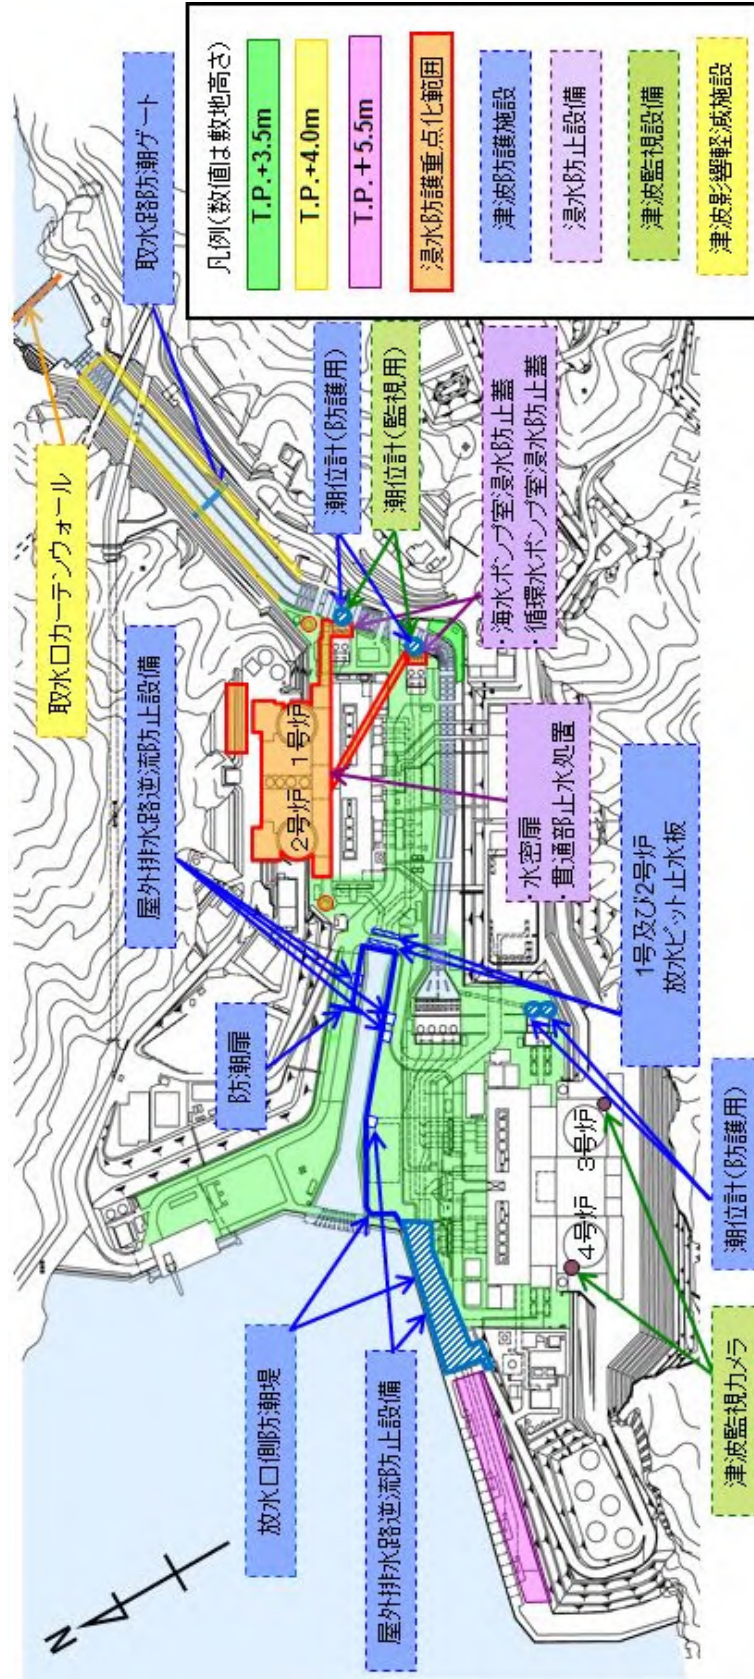 取水口カーテンウォール
取水路防潮ゲート
屋外排水路逆流防止設備
防潮扉
放水口側防潮堤
屋外排水路逆流防止設備
潮位計(防護用)
潮位計(監視用)
・海水ポンプ室浸水防止蓋
・循環水ポンプ室浸水防止蓋
・水密扉
・貫通部止水処置
1号及び2号炉
放水ピット止水板
潮位計(防護用)
津波監視カメラ
1号炉
2号炉
3号炉
4号炉
N
凡例(数値は敷地高さ)
T.P.+3.5m
T.P.+4.0m
T.P.+5.5m
浸水防護重点化範囲
津波防護施設
浸水防止設備
津波監視設備
津波影響軽減施設